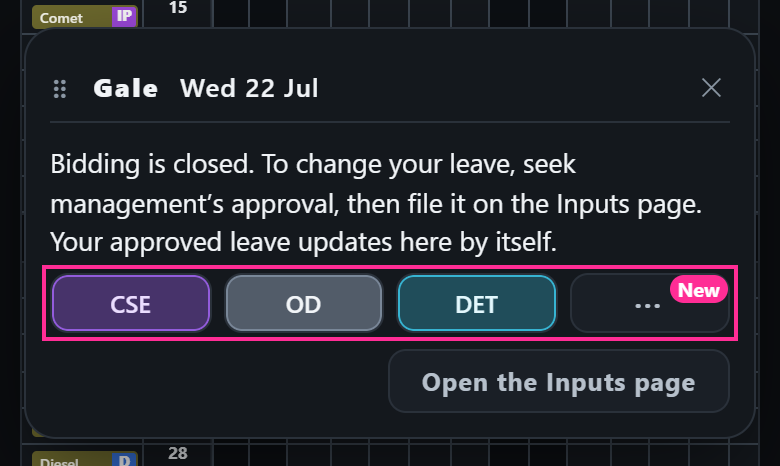 Comet IP 15
Gale Wed 22 Jul
Bidding is closed. To change your leave, seek
management’s approval, then file it on the Inputs page.
Your approved leave updates here by itself.
CSE OD DET ... New
Open the Inputs page
Diesel D 28